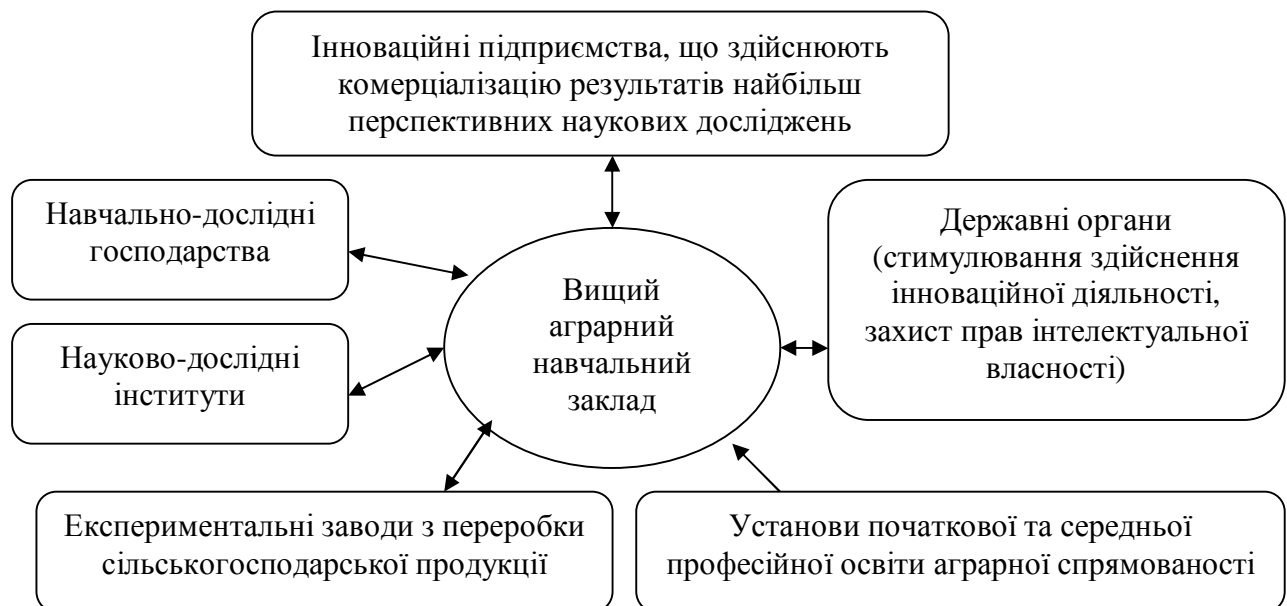 Інноваційні підприємства, що здійснюють
комерціалізацію результатів найбільш
перспективних наукових досліджень
Навчально-дослідні
господарства
Державні органи
(стимулювання здійснення
інноваційної діяльності,
захист прав інтелектуальної
власності)
Вищий
аграрний
навчальний
заклад
Науково-дослідні
інститути
Експериментальні заводи з переробки
сільськогосподарської продукції
Установи початкової та середньої
професійної освіти аграрної спрямованості